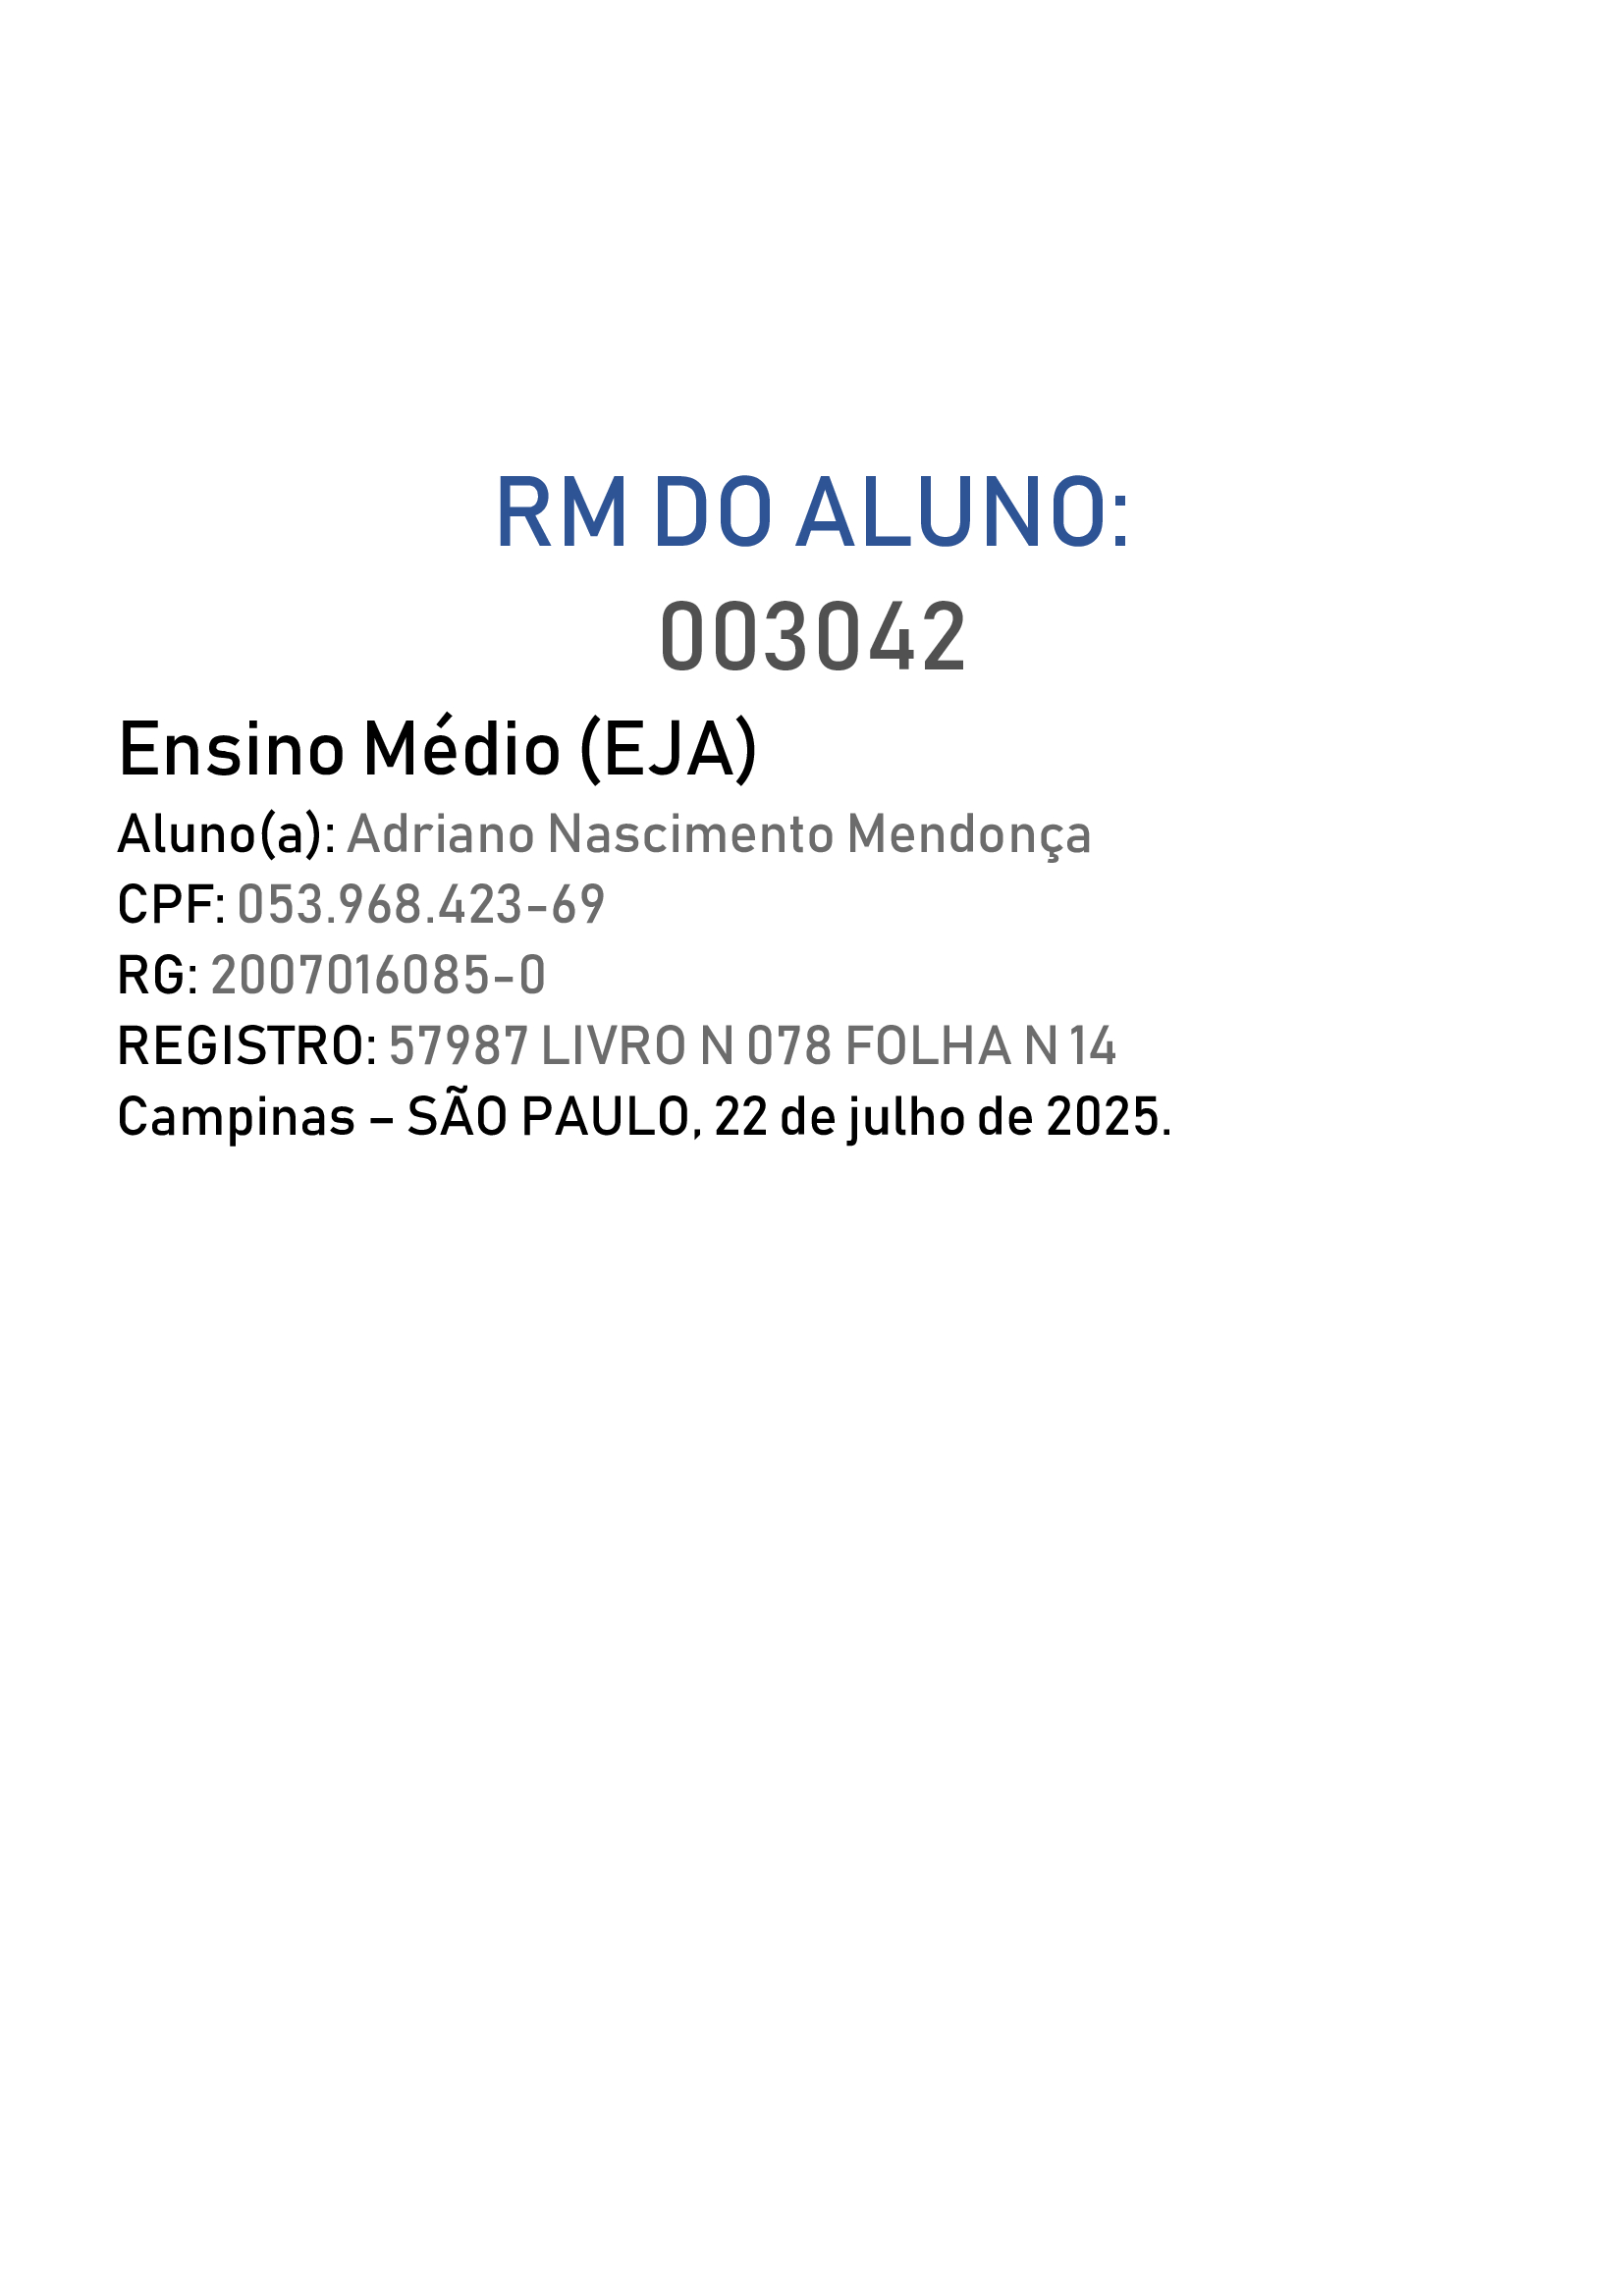 RM DO ALUNO:
003042
Ensino Médio (EJA)
Aluno(a): Adriano Nascimento Mendonça
CPF: 053.968.423-69
RG: 2007016085-0
REGISTRO: 57987 LIVRO N 078 FOLHA N 14
Campinas – SÃO PAULO, 22 de julho de 2025.